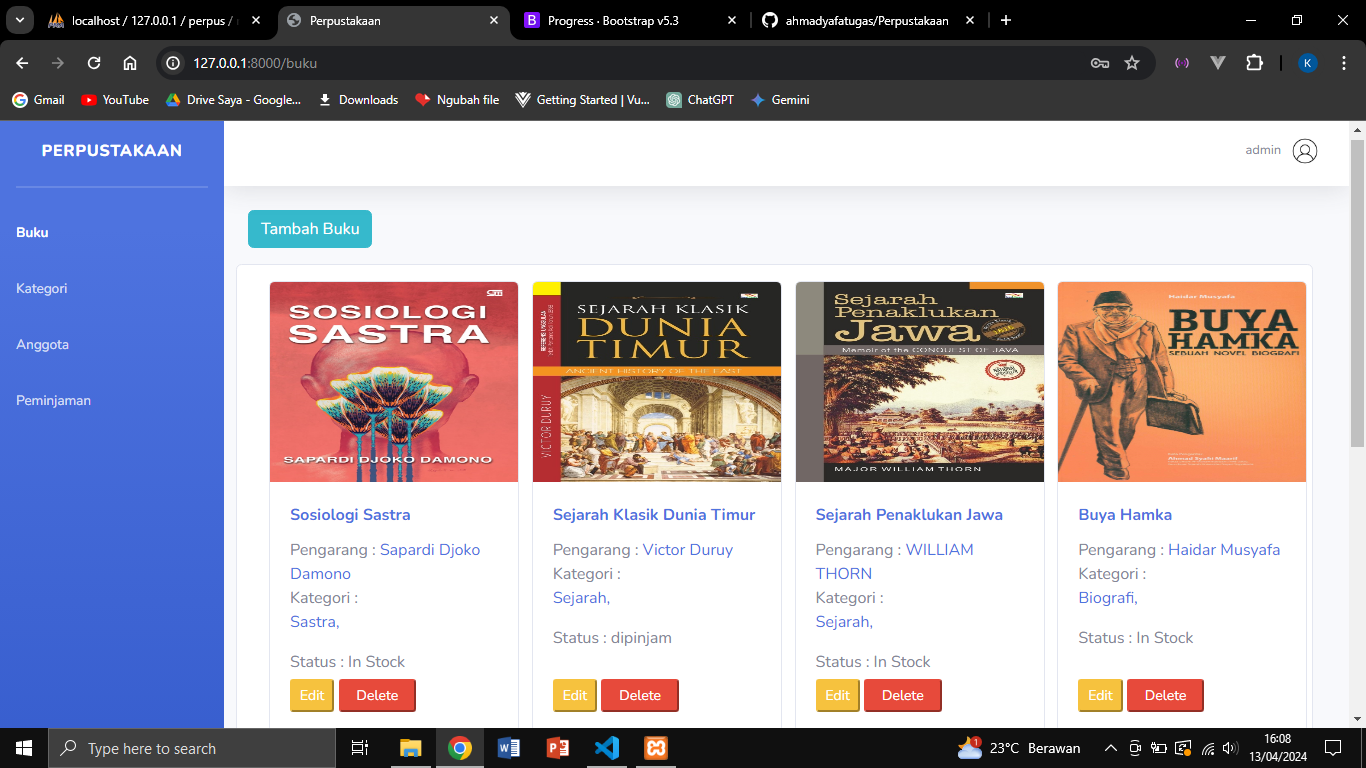 localhost / 127.0.0.1 / perpus /
Perpustakaan
Progress · Bootstrap v5.3
ahmadyafatugas/Perpustakaan
127.0.0.1:8000/buku
K
Gmail
YouTube
Drive Saya - Google...
Downloads
Ngubah file
Getting Started | Vu...
ChatGPT
Gemini
PERPUSTAKAAN
admin
Buku
Kategori
Anggota
Peminjaman
Tambah Buku
SOSIOLOGI
SASTRA
SAPARDI DJOKO DAMONO
SEJARAH KLASIK
DUNIA
TIMUR
ANCIENT HISTORY OF THE EAST
VICTOR DURUY
Sejarah
Penaklukan
Jawa
Memoir of the CONQUEST OF JAVA
MAJOR WILLIAM THORN
Haidar Musyafa
BUYA
HAMKA
SEBUAH NOVEL BIOGRAFI
Ahmad Syafii Maarif
Sosiologi Sastra
Pengarang : Sapardi Djoko
Damono
Kategori :
Sastra,
Status : In Stock
Edit
Delete
Sejarah Klasik Dunia Timur
Pengarang : Victor Duruy
Kategori :
Sejarah,
Status : dipinjam
Edit
Delete
Sejarah Penaklukan Jawa
Pengarang : WILLIAM
THORN
Kategori :
Sejarah,
Status : In Stock
Edit
Delete
Buya Hamka
Pengarang : Haidar Musyafa
Kategori :
Biografi,
Status : In Stock
Edit
Delete
Type here to search
1
23°C Berawan
16:08
13/04/2024